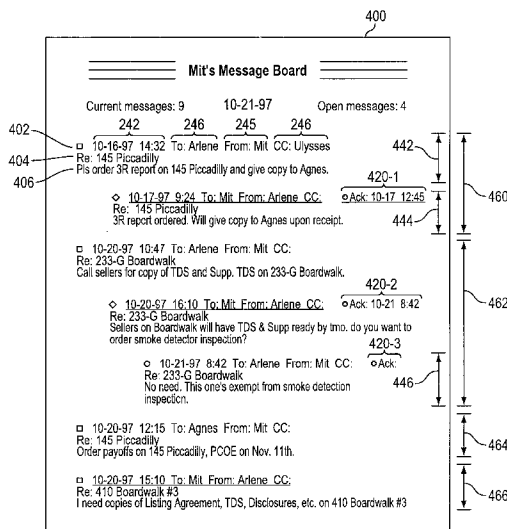 400
Mit's Message Board
Current messages: 9 10-21-97 Open messages: 4
242 246 245 246
402 □ 10-16-97 14:32 To: Arlene From: Mit CC: Ulysses 442
404 Re: 145 Piccadilly
406 Pls order 3R report on 145 Piccadilly and give copy to Agnes.
420-1 460
◇ 10-17-97 9:24 To: Mit From: Arlene CC: ○Ack: 10-17 12:45
Re: 145 Piccadilly 444
3R report ordered. Will give copy to Agnes upon receipt.
□ 10-20-97 10:47 To: Arlene From: Mit CC:
Re: 233-G Boardwalk
Call sellers for copy of TDS and Supp. TDS on 233-G Boardwalk.
420-2
◇ 10-20-97 16:10 To: Mit From: Arlene CC: ○Ack: 10-21 8:42 462
Re: 233-G Boardwalk
Sellers on Boardwalk will have TDS & Supp ready by tmo. do you want to
order smoke detector inspection?
420-3
○ 10-21-97 8:42 To: Arlene From: Mit CC: ○Ack:
Re: 233-G Boardwalk 446
No need. This one's exempt from smoke detection
inspection.
□ 10-20-97 12:15 To: Agnes From: Mit CC:
Re: 145 Piccadilly 464
Order payoffs on 145 Piccadilly, PCOE on Nov. 11th.
□ 10-20-97 15:10 To: Mit From: Arlene CC:
Re: 410 Boardwalk #3 466
I need copies of Listing Agreement, TDS, Disclosures, etc. on 410 Boardwalk #3